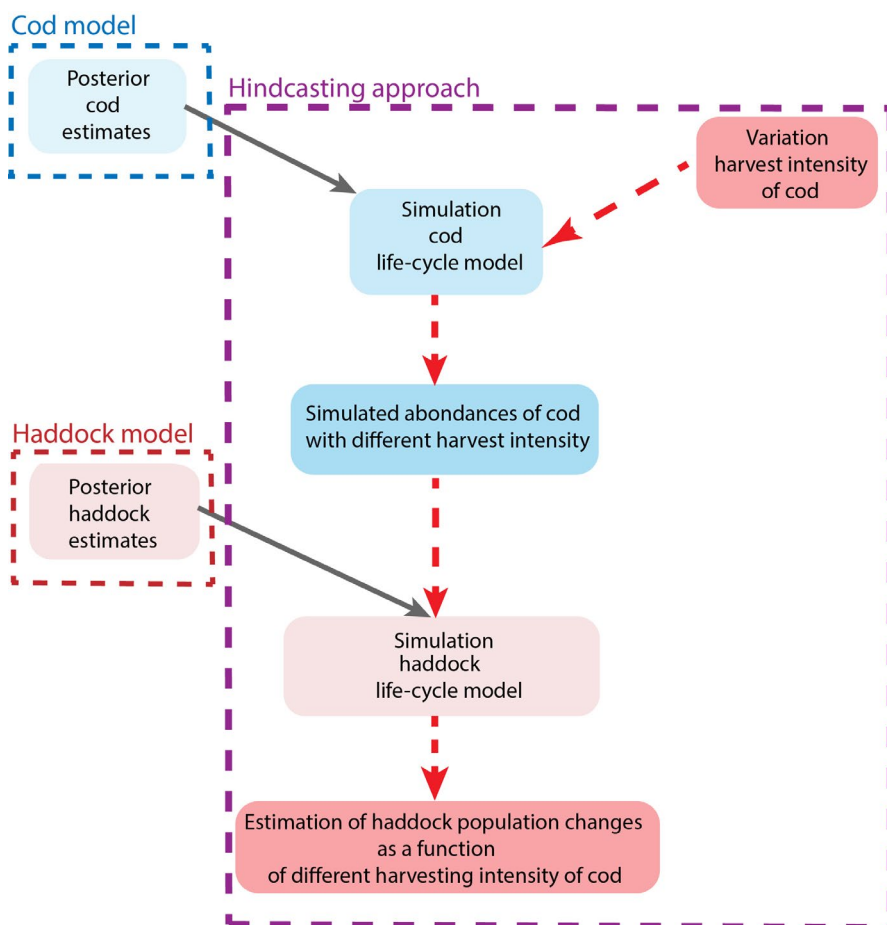 Cod model
Posterior
cod
estimates
Hindcasting approach
Variation
harvest intensity
of cod
Simulation
cod
life-cycle model
Simulated abondances of cod
with different harvest intensity
Haddock model
Posterior
haddock
estimates
Simulation
haddock
life-cycle model
Estimation of haddock population changes
as a function
of different harvesting intensity of cod